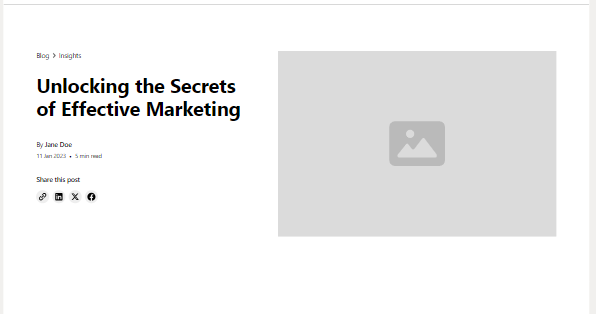 Blog > Insights
Unlocking the Secrets
of Effective Marketing
By Jane Doe
11 Jan 2023 • 5 min read
Share this post